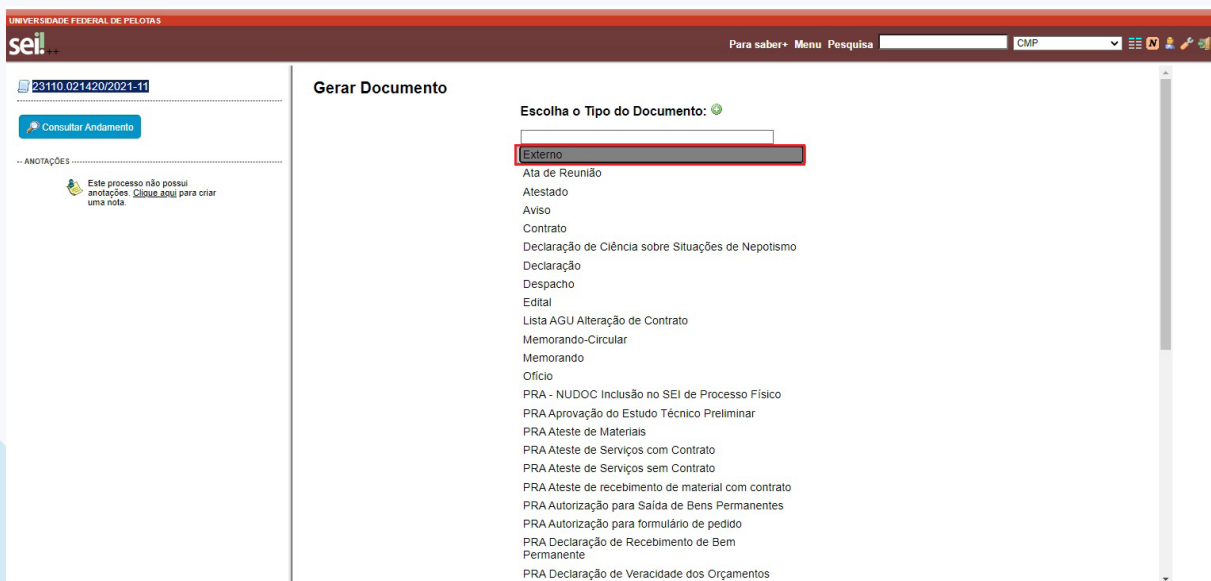 UNIVERSIDADE FEDERAL DE PELOTAS
sei!++
Para saber+ Menu Pesquisa CMP
23110.021420/2021-11
Consultar Andamento
-- ANOTAÇÕES
Este processo não possui
anotações. Clique aqui para criar
uma nota.
Gerar Documento
Escolha o Tipo do Documento:
Externo
Ata de Reunião
Atestado
Aviso
Contrato
Declaração de Ciência sobre Situações de Nepotismo
Declaração
Despacho
Edital
Lista AGU Alteração de Contrato
Memorando-Circular
Memorando
Ofício
PRA - NUDOC Inclusão no SEI de Processo Físico
PRA Aprovação do Estudo Técnico Preliminar
PRA Ateste de Materiais
PRA Ateste de Serviços com Contrato
PRA Ateste de Serviços sem Contrato
PRA Ateste de recebimento de material com contrato
PRA Autorização para Saída de Bens Permanentes
PRA Autorização para formulário de pedido
PRA Declaração de Recebimento de Bem
Permanente
PRA Declaração de Veracidade dos Orçamentos